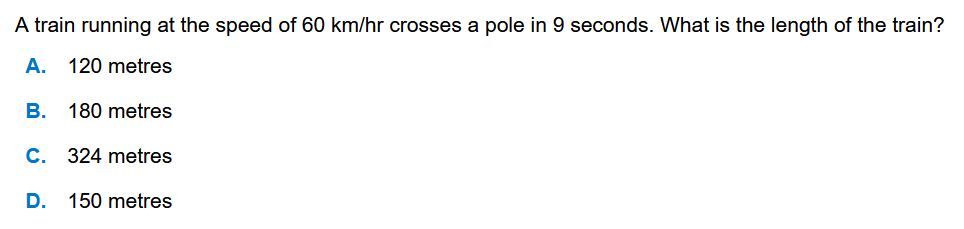 A train running at the speed of 60 km/hr crosses a pole in 9 seconds. What is the length of the train?
A. 120 metres
B. 180 metres
C. 324 metres
D. 150 metres